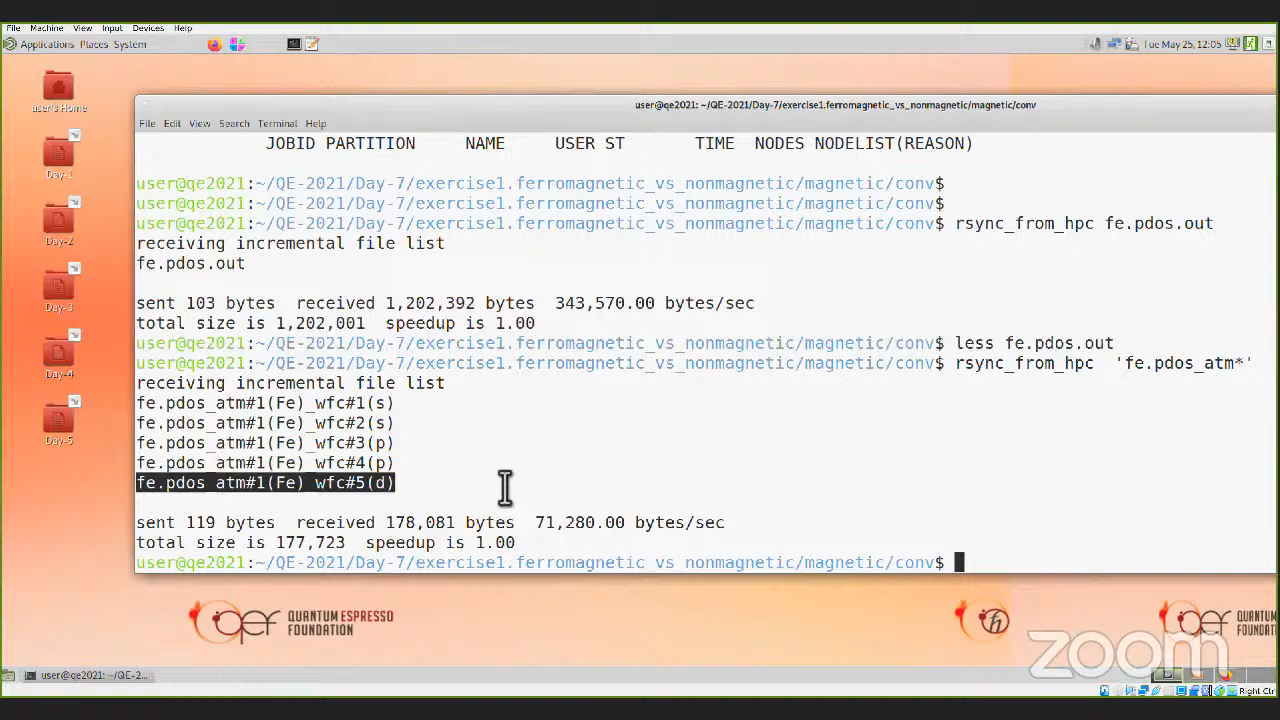 File Machine View Input Devices Help
Applications Places System
Tue May 25, 12:05
user@qe2021: ~/QE-2021/Day-7/exercise1.ferromagnetic_vs_nonmagnetic/magnetic/conv
File Edit View Search Terminal Help
user's Home
Day-1
Day-2
Day-3
Day-4
Day-5
JOBID PARTITION NAME USER ST TIME NODES NODELIST(REASON)
user@qe2021:~/QE-2021/Day-7/exercise1.ferromagnetic_vs_nonmagnetic/magnetic/conv$
user@qe2021:~/QE-2021/Day-7/exercise1.ferromagnetic_vs_nonmagnetic/magnetic/conv$
user@qe2021:~/QE-2021/Day-7/exercise1.ferromagnetic_vs_nonmagnetic/magnetic/conv$ rsync_from_hpc fe.pdos.out
receiving incremental file list
fe.pdos.out
sent 103 bytes received 1,202,392 bytes 343,570.00 bytes/sec
total size is 1,202,001 speedup is 1.00
user@qe2021:~/QE-2021/Day-7/exercise1.ferromagnetic_vs_nonmagnetic/magnetic/conv$ less fe.pdos.out
user@qe2021:~/QE-2021/Day-7/exercise1.ferromagnetic_vs_nonmagnetic/magnetic/conv$ rsync_from_hpc 'fe.pdos_atm*'
receiving incremental file list
fe.pdos_atm#1(Fe)_wfc#1(s)
fe.pdos_atm#1(Fe)_wfc#2(s)
fe.pdos_atm#1(Fe)_wfc#3(p)
fe.pdos_atm#1(Fe)_wfc#4(p)
fe.pdos_atm#1(Fe)_wfc#5(d)
sent 119 bytes received 178,081 bytes 71,280.00 bytes/sec
total size is 177,723 speedup is 1.00
user@qe2021:~/QE-2021/Day-7/exercise1.ferromagnetic_vs_nonmagnetic/magnetic/conv$
qef QUANTUM ESPRESSO
FOUNDATION
ħ
qef QUANTU
FOUNDAT
zoom
user@qe2021: ~/QE-2...
Right Ctrl